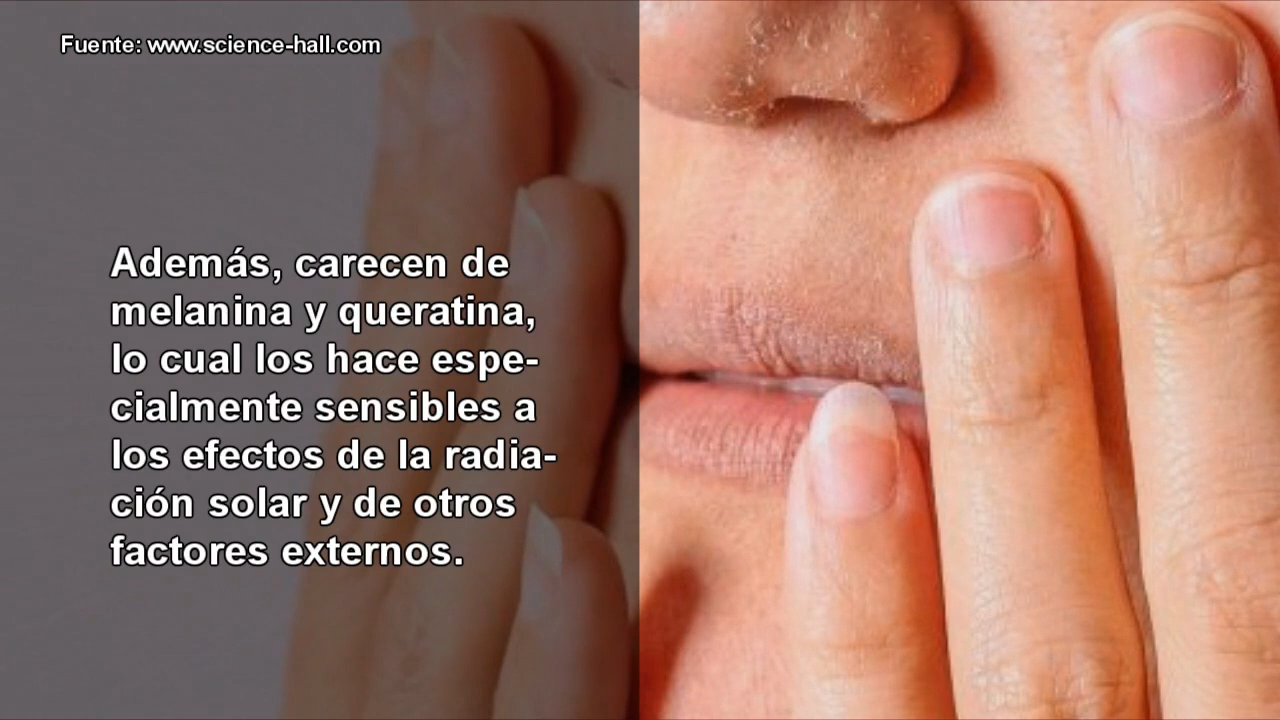 Fuente: www.science-hall.com
Además, carecen de
melanina y queratina,
lo cual los hace espe-
cialmente sensibles a
los efectos de la radia-
ción solar y de otros
factores externos.